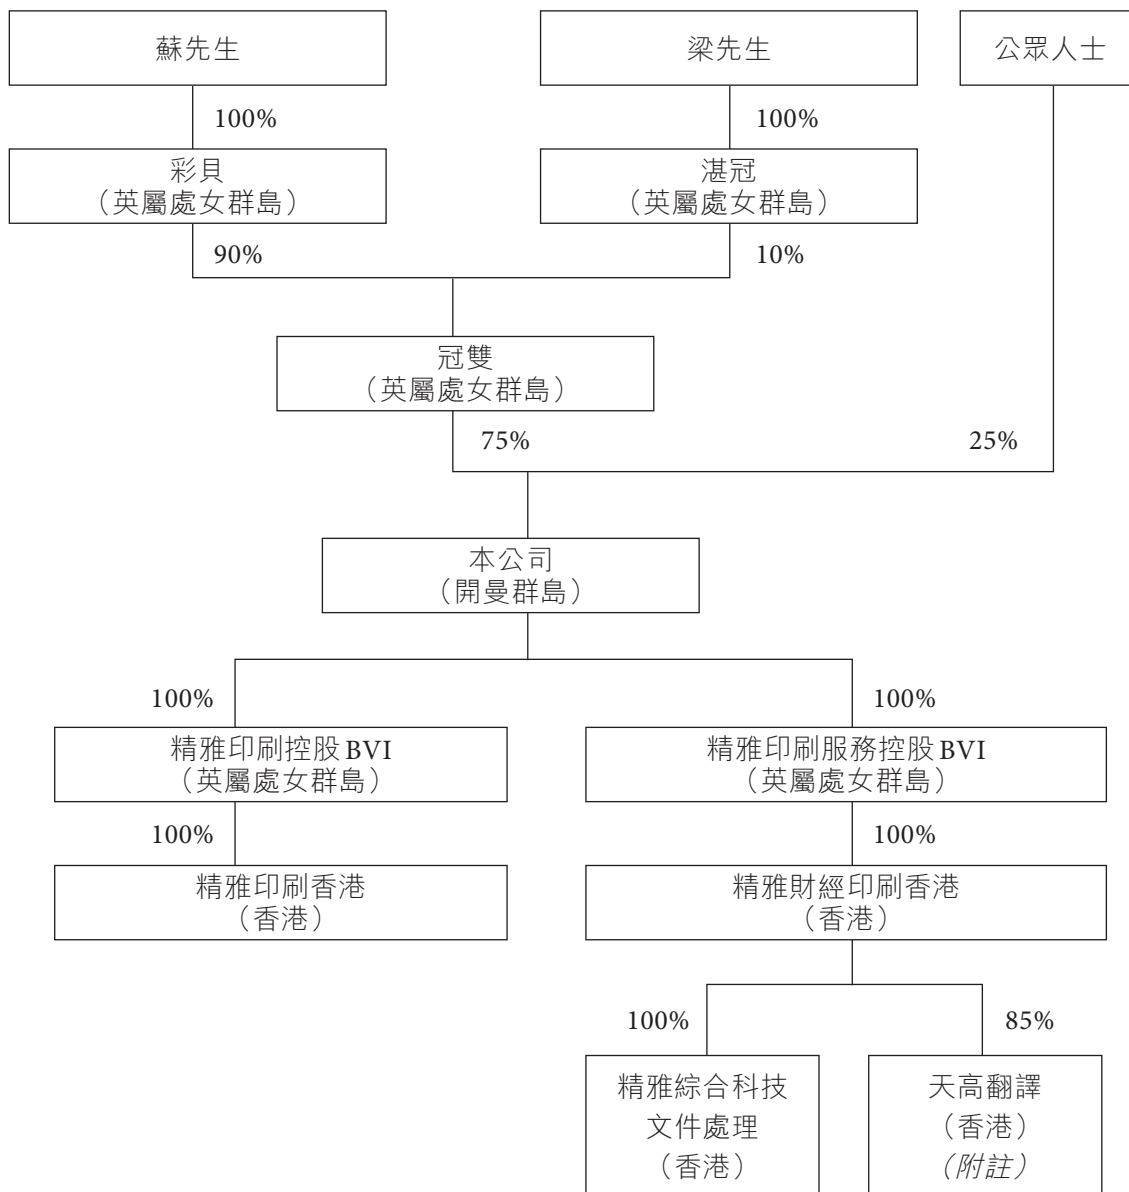 蘇先生
梁先生
公眾人士
100%
100%
彩貝
（英屬處女群島）
湛冠
（英屬處女群島）
90%
10%
冠雙
（英屬處女群島）
75%
25%
本公司
（開曼群島）
100%
100%
精雅印刷控股BVI
（英屬處女群島）
精雅印刷服務控股BVI
（英屬處女群島）
100%
100%
精雅印刷香港
（香港）
精雅財經印刷香港
（香港）
100%
85%
精雅綜合科技
文件處理
（香港）
天高翻譯
（香港）
（附註）